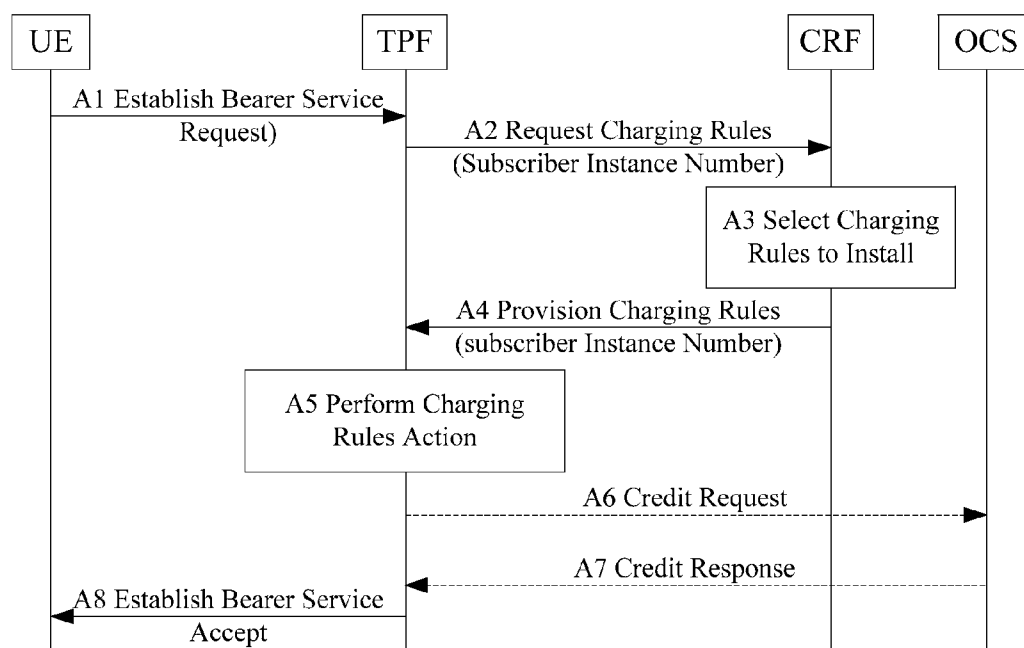 UE
TPF
CRF
OCS
A1 Establish Bearer Service
Request)
A2 Request Charging Rules
(Subscriber Instance Number)
A3 Select Charging
Rules to Install
A4 Provision Charging Rules
(subscriber Instance Number)
A5 Perform Charging
Rules Action
A6 Credit Request
A7 Credit Response
A8 Establish Bearer Service
Accept